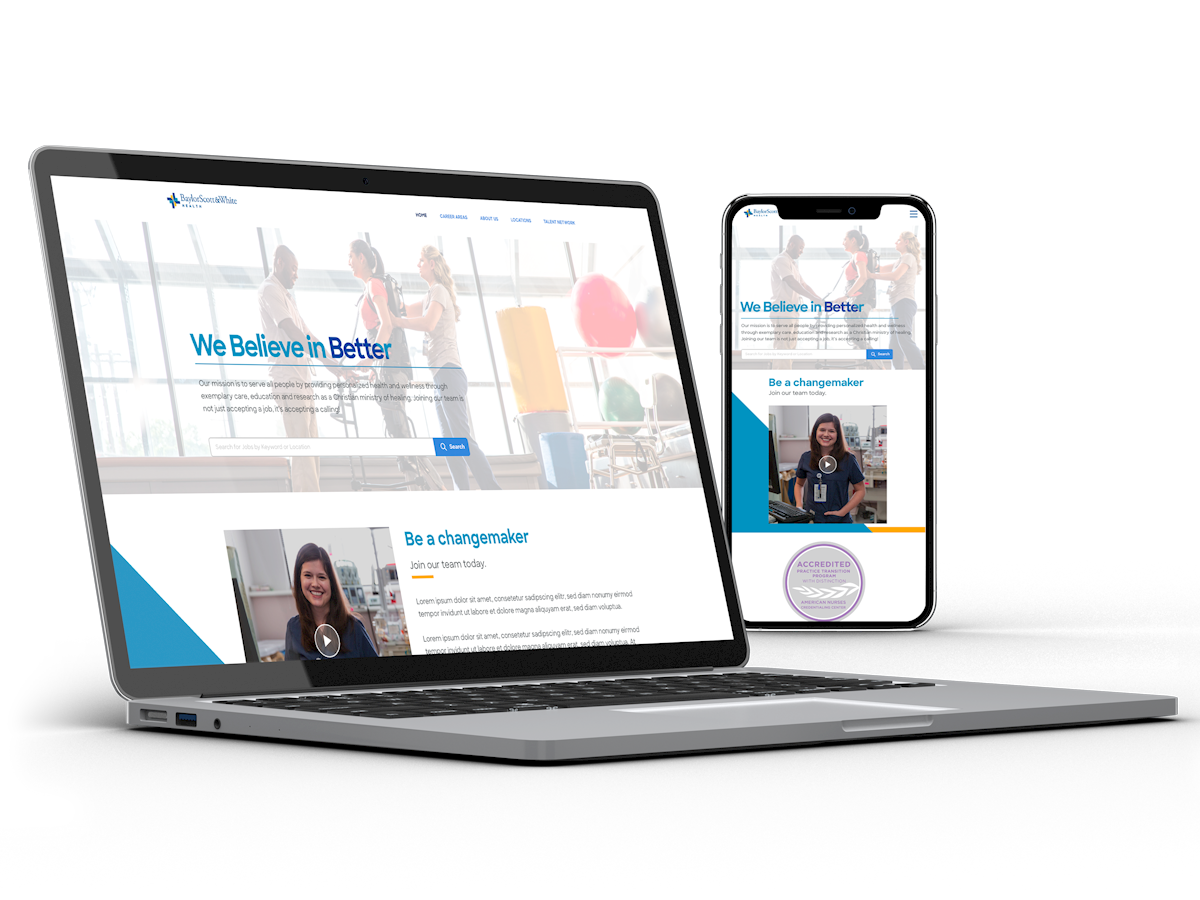 BaylorScott&White
HEALTH
HOME
CAREER AREAS
ABOUT US
LOCATIONS
TALENT NETWORK
We Believe in Better
Our mission is to serve all people by providing personalized health and wellness through
exemplary care, education and research as a Christian ministry of healing. Joining our team is
not just accepting a job, it's accepting a calling!
Search for Jobs by Keyword or Location
Search
Be a changemaker
Join our team today.
Lorem ipsum dolor sit amet, consetetur sadipscing elitr, sed diam nonumy eirmod
tempor invidunt ut labore et dolore magna aliquyam erat, sed diam voluptua.
Lorem ipsum dolor sit amet, consetetur sadipscing elitr, sed diam nonumy eirmod
tempor invidunt ut labore et dolore magna aliquyam erat, sed diam voluptua. At
BaylorScott
HEALTH
We Believe in Better
Our mission is to serve all people by providing personalized health and wellness
through exemplary care, education and research as a Christian ministry of healing.
Joining our team is not just accepting a job, it's accepting a calling!
Search for Jobs by Keyword or Location
Search
Be a changemaker
Join our team today.
ACCREDITED
PRACTICE TRANSITION
PROGRAM
WITH DISTINCTION
AMERICAN NURSES
CREDENTIALING CENTER